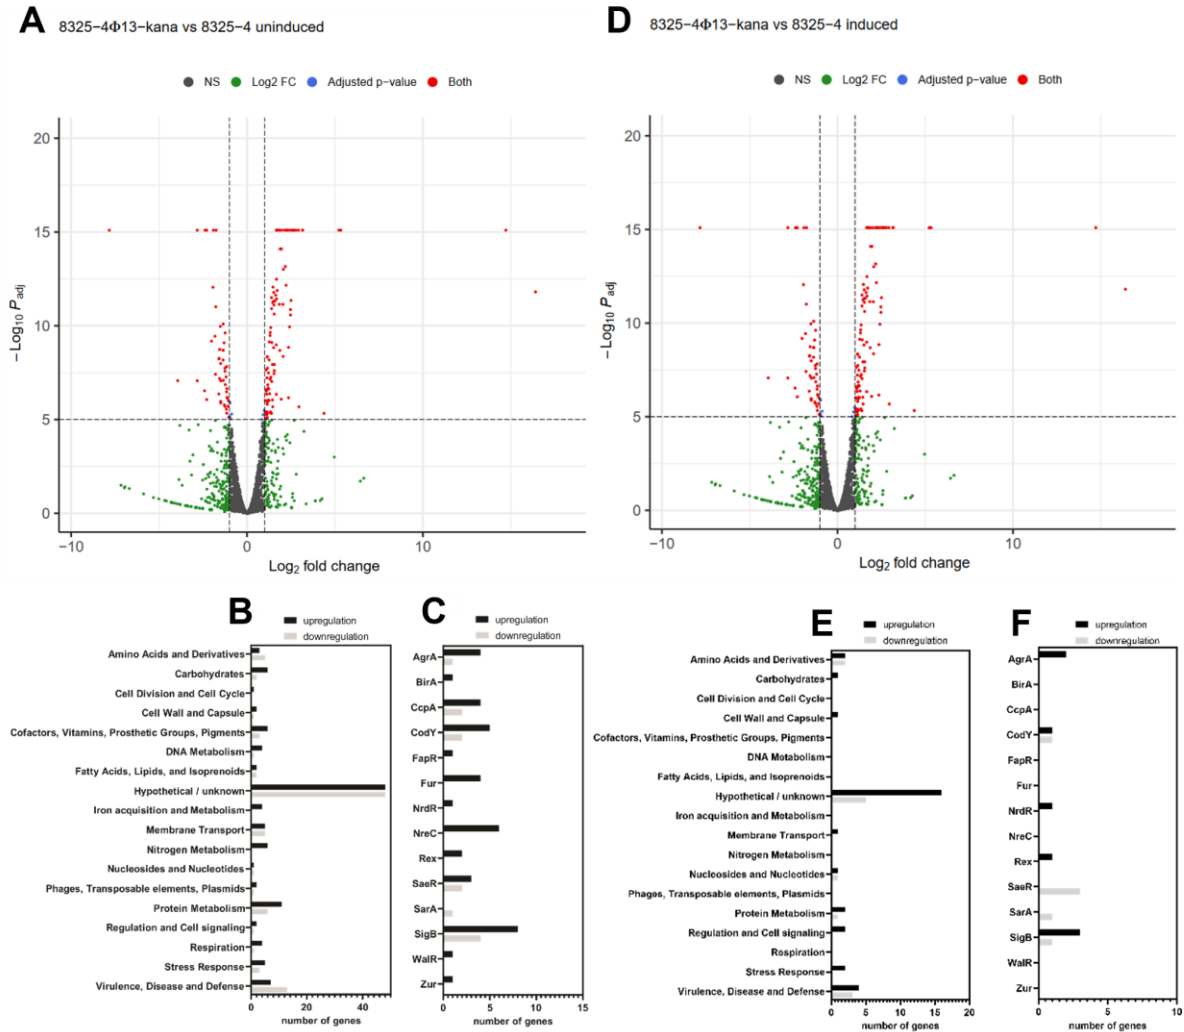 A 8325−4Φ13−kana vs 8325−4 uninduced
NS Log2 FC Adjusted p−value Both
20
15
10
5
0
−Log10 Padj
−10 0 10
Log2 fold change
D 8325−4Φ13−kana vs 8325−4 induced
NS Log2 FC Adjusted p−value Both
20
15
10
5
0
−Log10 Padj
−10 0 10
Log2 fold change
B
upregulation
downregulation
Amino Acids and Derivatives
Carbohydrates
Cell Division and Cell Cycle
Cell Wall and Capsule
Cofactors, Vitamins, Prosthetic Groups, Pigments
DNA Metabolism
Fatty Acids, Lipids, and Isoprenoids
Hypothetical / unknown
Iron acquisition and Metabolism
Membrane Transport
Nitrogen Metabolism
Nucleosides and Nucleotides
Phages, Transposable elements, Plasmids
Protein Metabolism
Regulation and Cell signaling
Respiration
Stress Response
Virulence, Disease and Defense
0 20 40
number of genes
C
upregulation
downregulation
AgrA
BirA
CcpA
CodY
FapR
Fur
NrdR
NreC
Rex
SaeR
SarA
SigB
WalR
Zur
0 5 10 15
number of genes
E
upregulation
downregulation
Amino Acids and Derivatives
Carbohydrates
Cell Division and Cell Cycle
Cell Wall and Capsule
Cofactors, Vitamins, Prosthetic Groups, Pigments
DNA Metabolism
Fatty Acids, Lipids, and Isoprenoids
Hypothetical / unknown
Iron acquisition and Metabolism
Membrane Transport
Nitrogen Metabolism
Nucleosides and Nucleotides
Phages, Transposable elements, Plasmids
Protein Metabolism
Regulation and Cell signaling
Respiration
Stress Response
Virulence, Disease and Defense
0 5 10 15 20
number of genes
F
upregulation
downregulation
AgrA
BirA
CcpA
CodY
FapR
Fur
NrdR
NreC
Rex
SaeR
SarA
SigB
WalR
Zur
0 5 10
number of genes